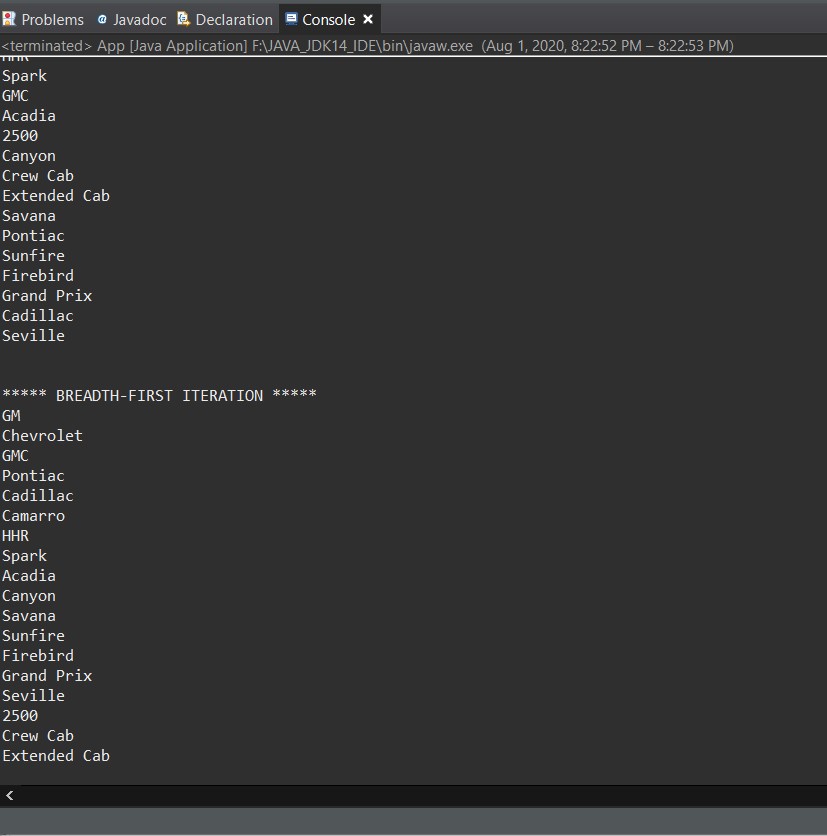 Problems @ Javadoc Declaration Console
<terminated> App [Java Application] F:\JAVA_JDK14_IDE\bin\javaw.exe (Aug 1, 2020, 8:22:52 PM – 8:22:53 PM)
HHR
Spark
GMC
Acadia
2500
Canyon
Crew Cab
Extended Cab
Savana
Pontiac
Sunfire
Firebird
Grand Prix
Cadillac
Seville
***** BREADTH-FIRST ITERATION *****
GM
Chevrolet
GMC
Pontiac
Cadillac
Camarro
HHR
Spark
Acadia
Canyon
Savana
Sunfire
Firebird
Grand Prix
Seville
2500
Crew Cab
Extended Cab